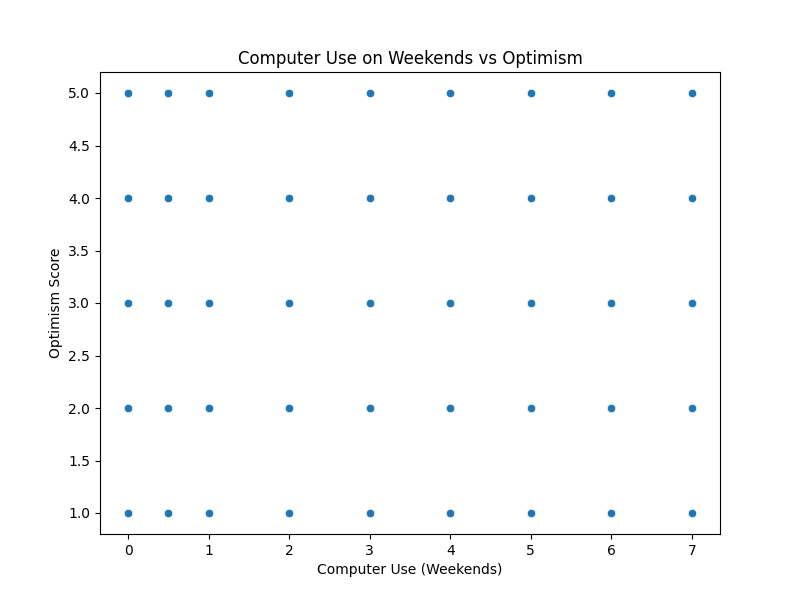 Computer Use on Weekends vs Optimism
Optimism Score
5.0
4.5
4.0
3.5
3.0
2.5
2.0
1.5
1.0
0 1 2 3 4 5 6 7
Computer Use (Weekends)